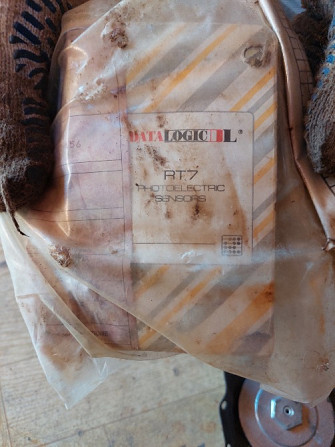 DATALOGIC L®
RT7
PHOTOELECTRIC
SENSORS